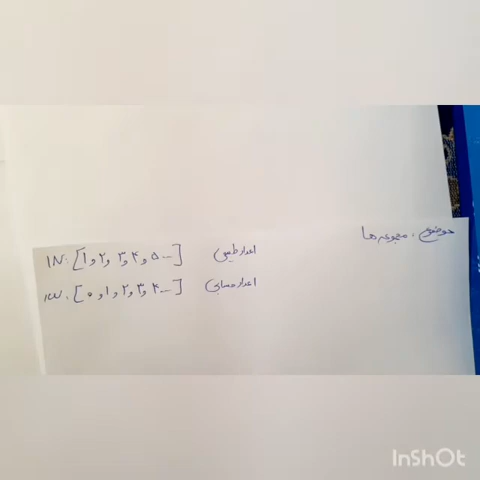 موضوع : مجموعه ها
اعداد طبیعی IN: [۱ و ۲ و ۳ و ۴ و ۵ ...]
اعداد حسابی IW: [۰ و ۱ و ۲ و ۳ و ۴ ...]
InShOt